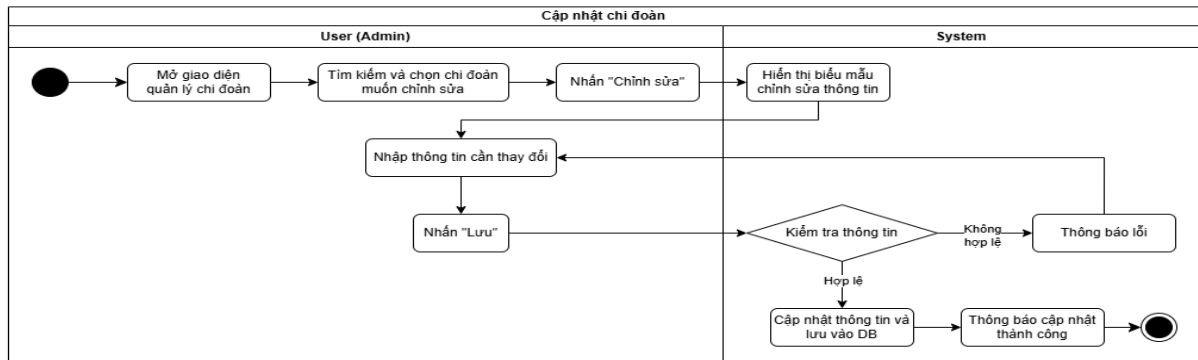 Cập nhật chi đoàn
User (Admin)
System
Mở giao diện
quản lý chi đoàn
Tìm kiếm và chọn chi đoàn
muốn chỉnh sửa
Nhấn "Chỉnh sửa"
Hiển thị biểu mẫu
chỉnh sửa thông tin
Nhập thông tin cần thay đổi
Nhấn "Lưu"
Kiểm tra thông tin
Không
hợp lệ
Thông báo lỗi
Hợp lệ
Cập nhật thông tin và
lưu vào DB
Thông báo cập nhật
thành công